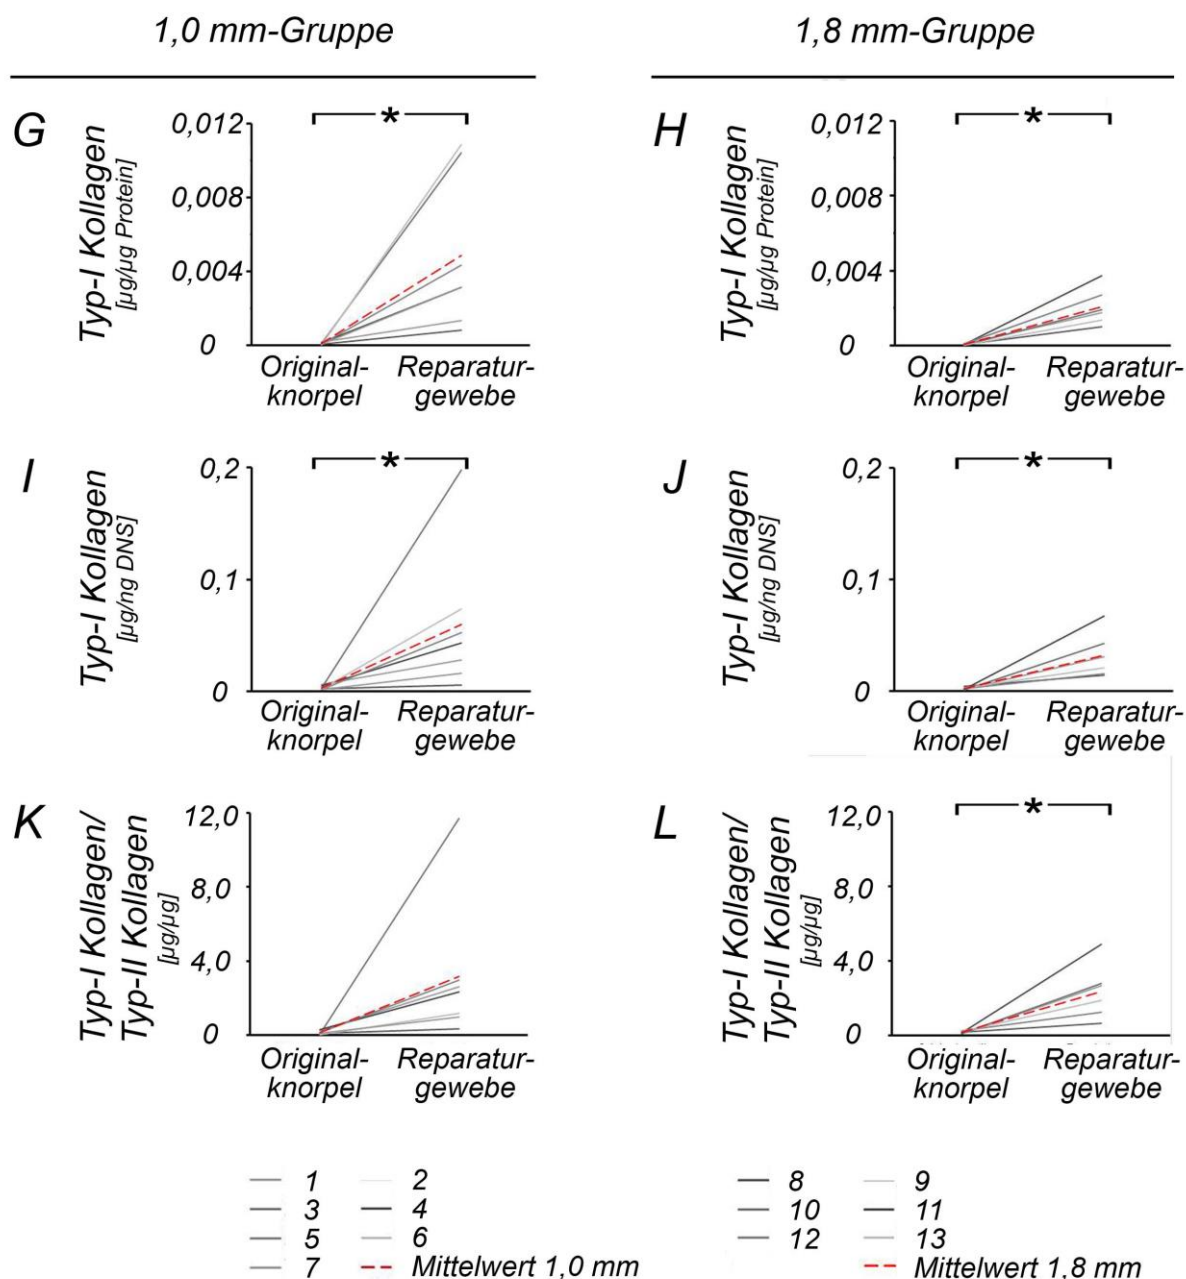 1,0 mm-Gruppe
1,8 mm-Gruppe
G
Typ-I Kollagen
[µg/µg Protein]
0,012
0,008
0,004
0
*
Original-
knorpel
Reparatur-
gewebe
H
Typ-I Kollagen
[µg/µg Protein]
0,012
0,008
0,004
0
*
Original-
knorpel
Reparatur-
gewebe
I
Typ-I Kollagen
[µg/ng DNS]
0,2
0,1
0
*
Original-
knorpel
Reparatur-
gewebe
J
Typ-I Kollagen
[µg/ng DNS]
0,2
0,1
0
*
Original-
knorpel
Reparatur-
gewebe
K
Typ-I Kollagen/
Typ-II Kollagen
[µg/µg]
12,0
8,0
4,0
0
Original-
knorpel
Reparatur-
gewebe
L
Typ-I Kollagen/
Typ-II Kollagen
[µg/µg]
12,0
8,0
4,0
0
*
Original-
knorpel
Reparatur-
gewebe
1
2
3
4
5
6
7
Mittelwert 1,0 mm
8
9
10
11
12
13
Mittelwert 1,8 mm